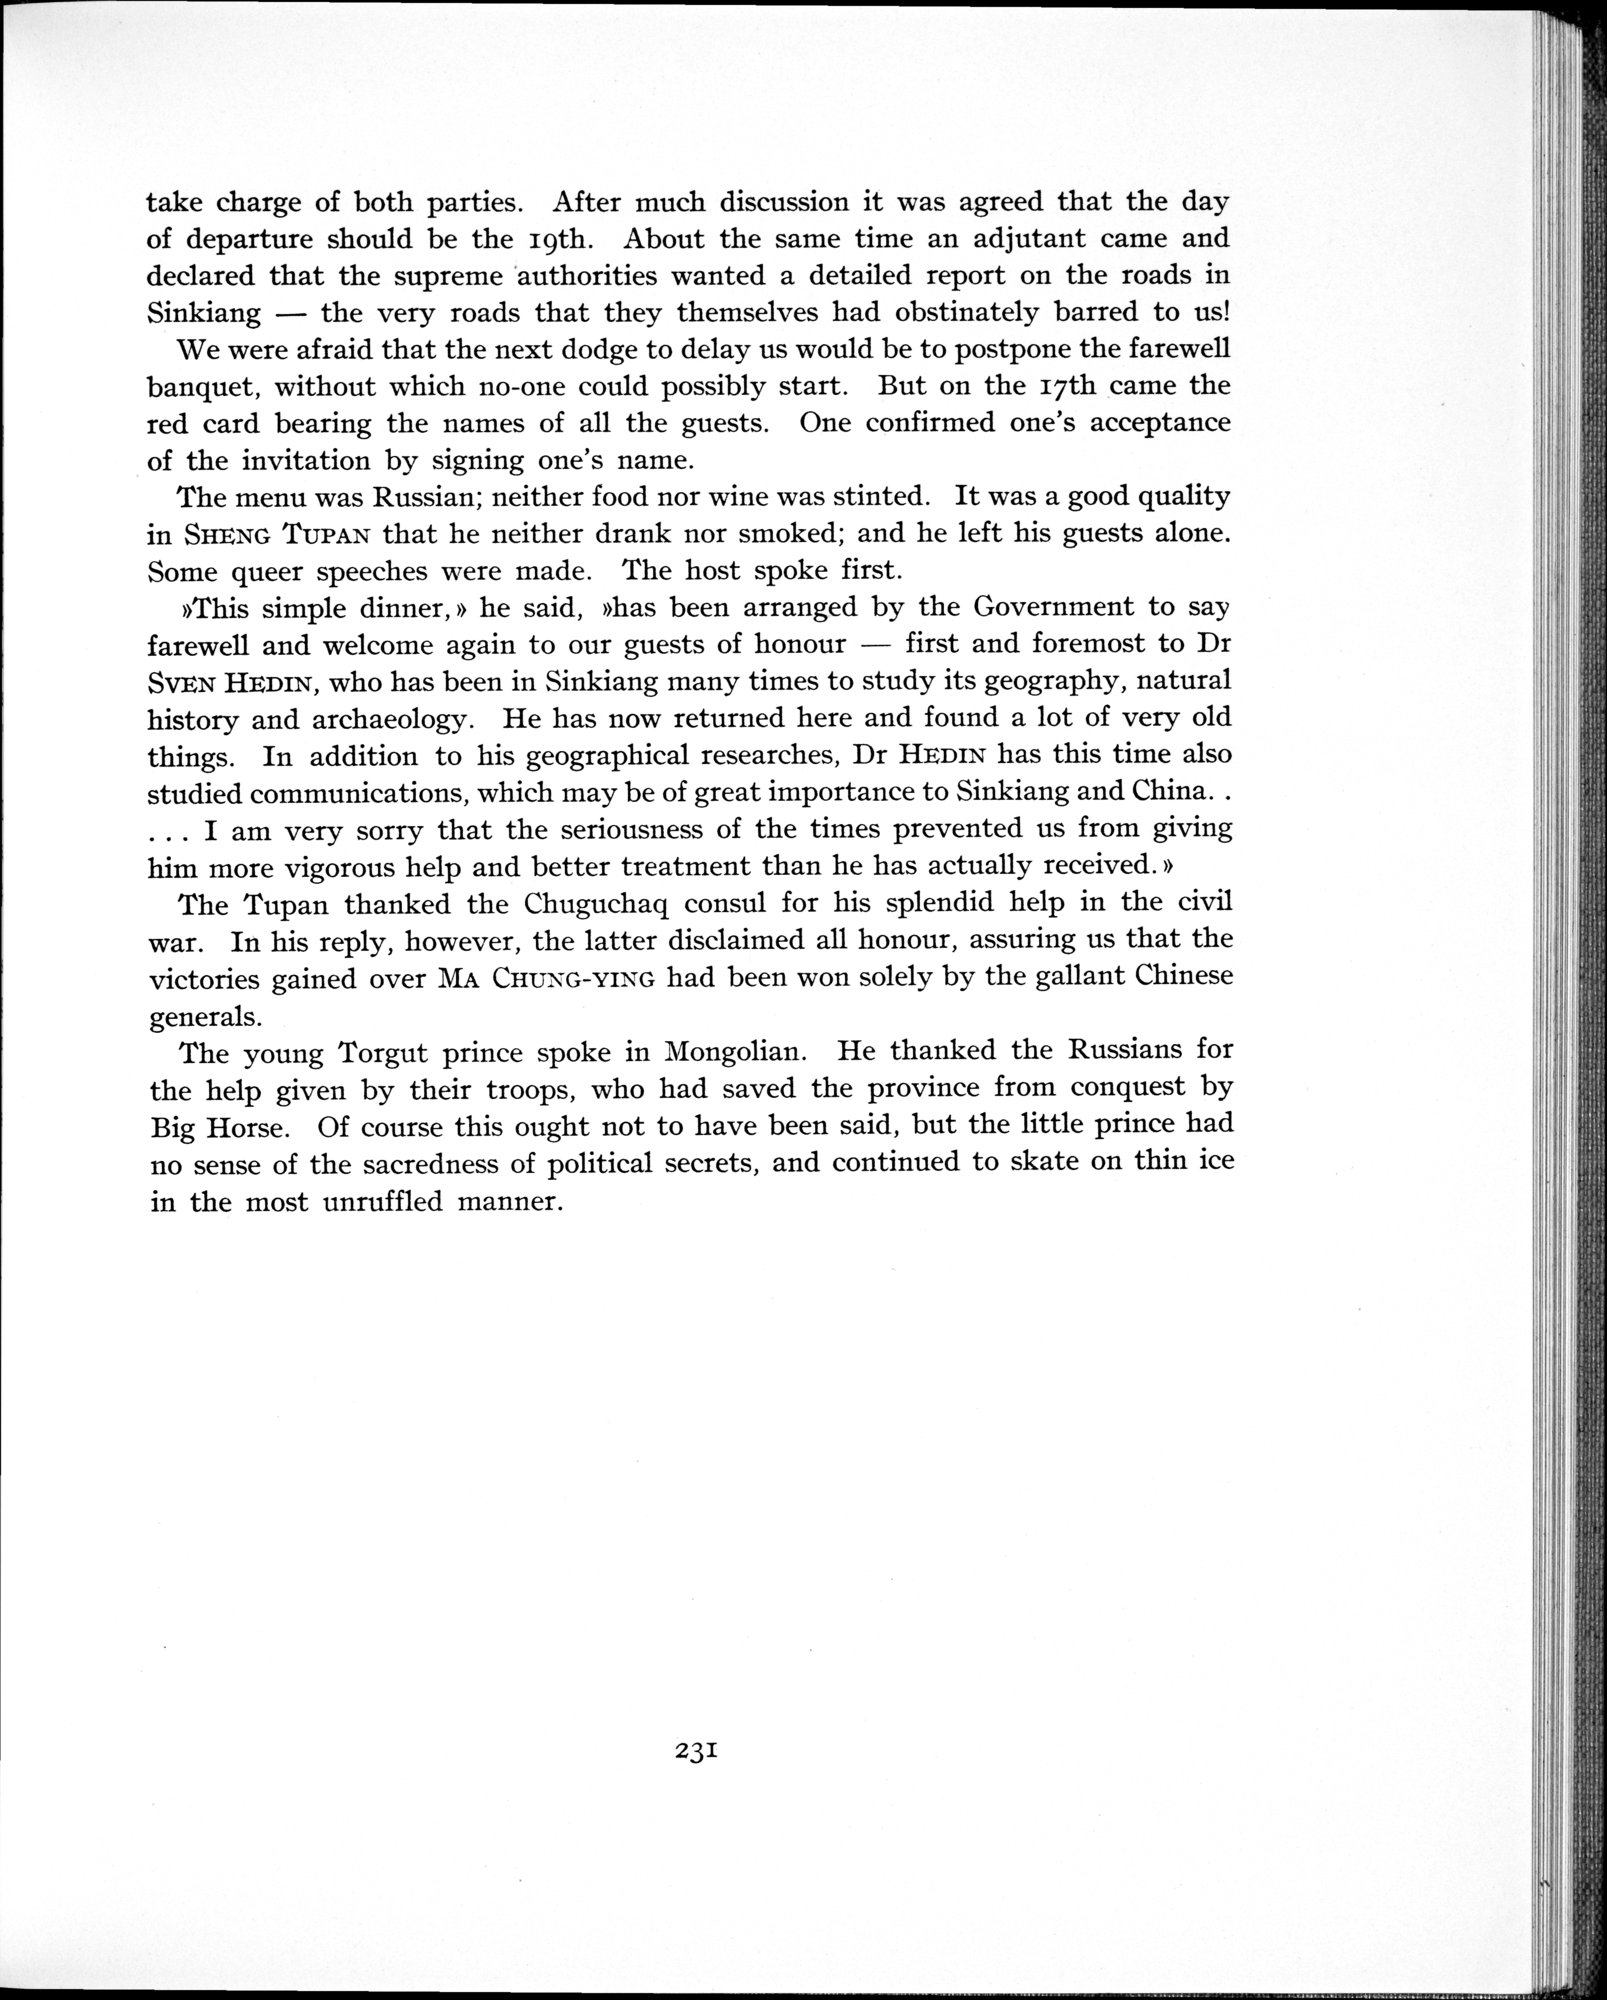 take charge of both parties. After much discussion it was agreed that the day
of departure should be the 19th. About the same time an adjutant came and
declared that the supreme authorities wanted a detailed report on the roads in
Sinkiang — the very roads that they themselves had obstinately barred to us!
We were afraid that the next dodge to delay us would be to postpone the farewell
banquet, without which no-one could possibly start. But on the 17th came the
red card bearing the names of all the guests. One confirmed one's acceptance
of the invitation by signing one's name.
The menu was Russian; neither food nor wine was stinted. It was a good quality
in SHENG TUPAN that he neither drank nor smoked; and he left his guests alone.
Some queer speeches were made. The host spoke first.
»This simple dinner,» he said, »has been arranged by the Government to say
farewell and welcome again to our guests of honour — first and foremost to Dr
SVEN HEDIN, who has been in Sinkiang many times to study its geography, natural
history and archaeology. He has now returned here and found a lot of very old
things. In addition to his geographical researches, Dr HEDIN has this time also
studied communications, which may be of great importance to Sinkiang and China. .
. . . I am very sorry that the seriousness of the times prevented us from giving
him more vigorous help and better treatment than he has actually received.»
The Tupan thanked the Chuguchaq consul for his splendid help in the civil
war. In his reply, however, the latter disclaimed all honour, assuring us that the
victories gained over MA CHUNG-YING had been won solely by the gallant Chinese
generals.
The young Torgut prince spoke in Mongolian. He thanked the Russians for
the help given by their troops, who had saved the province from conquest by
Big Horse. Of course this ought not to have been said, but the little prince had
no sense of the sacredness of political secrets, and continued to skate on thin ice
in the most unruffled manner.
231